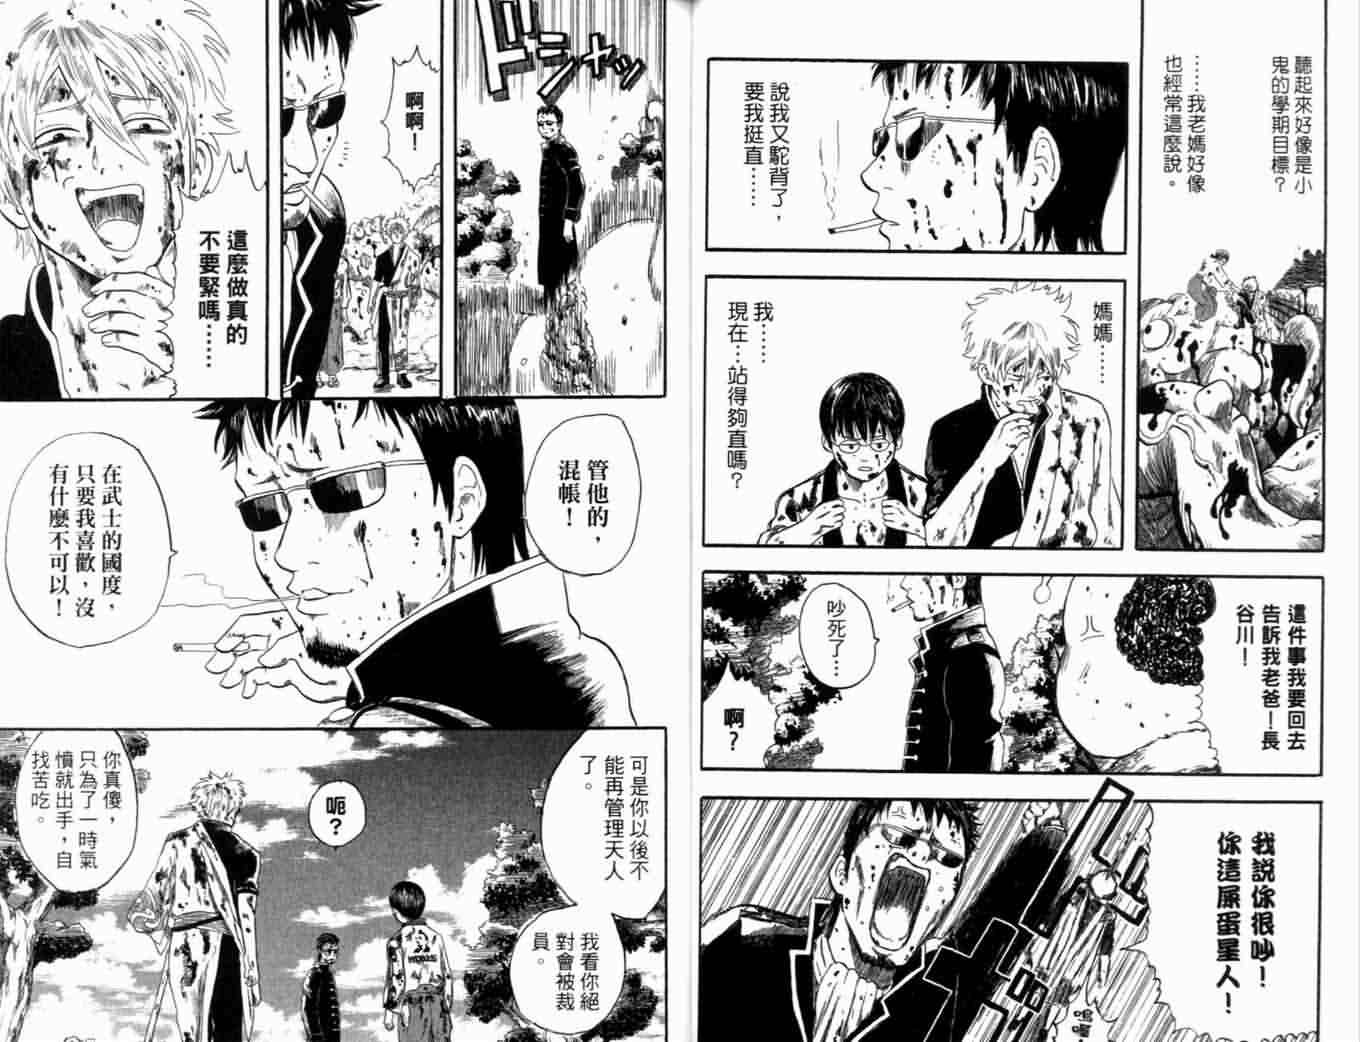 聽起來好像是小
鬼的學期目標？
……我老媽好像
也經常這麼說。
說我又駝背了，
要我挺直……
媽媽…
我……
現在…站得夠直嗎？
這件事我要回去
告訴我老爸！長
谷川！
吵死了…
啊？
我說你很吵！
你這屎蛋星人！
ドシャッ
啊啊！
這麼做真的
不要緊嗎……
管他的，
混帳！
在武士的國度，
只要我喜歡，沒
有什麼不可以！
可是你以後不
能再管理天人
了。
我看你絕
對會被裁
員。
呃？
你真傻，
只為了一時氣
憤就出手，自
找苦吃。